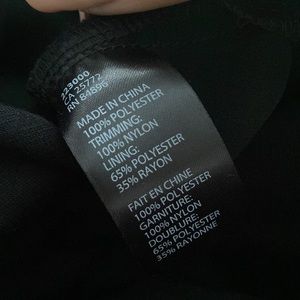 223000
CA 25772
RN 84896
MADE IN CHINA
100% POLYESTER
TRIMMING:
100% NYLON
LINING:
65% POLYESTER
35% RAYON
FAIT EN CHINE
100% POLYESTER
GARNITURE:
100% NYLON
DOUBLURE:
65% POLYESTER
35% RAYONNE